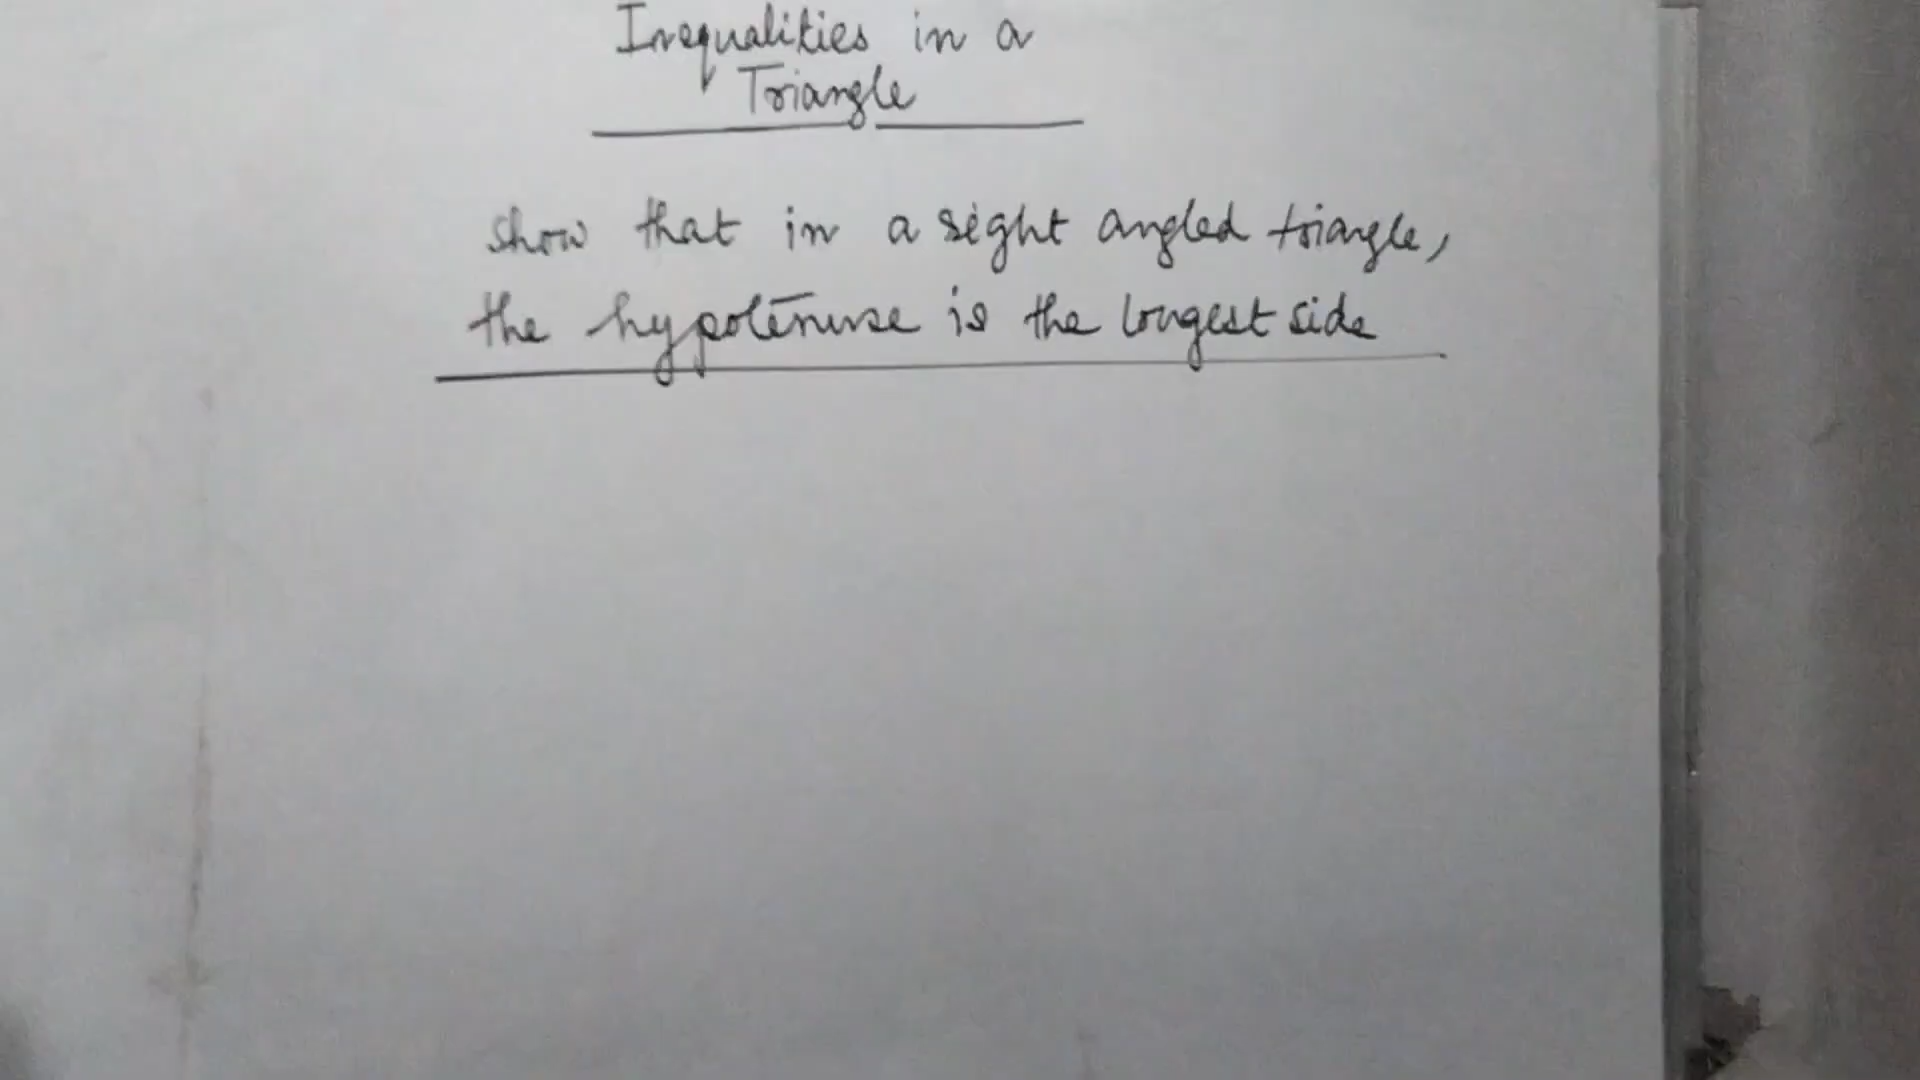 Inequalities in a
Triangle
Show that in a right angled triangle,
the hypotenuse is the longest side